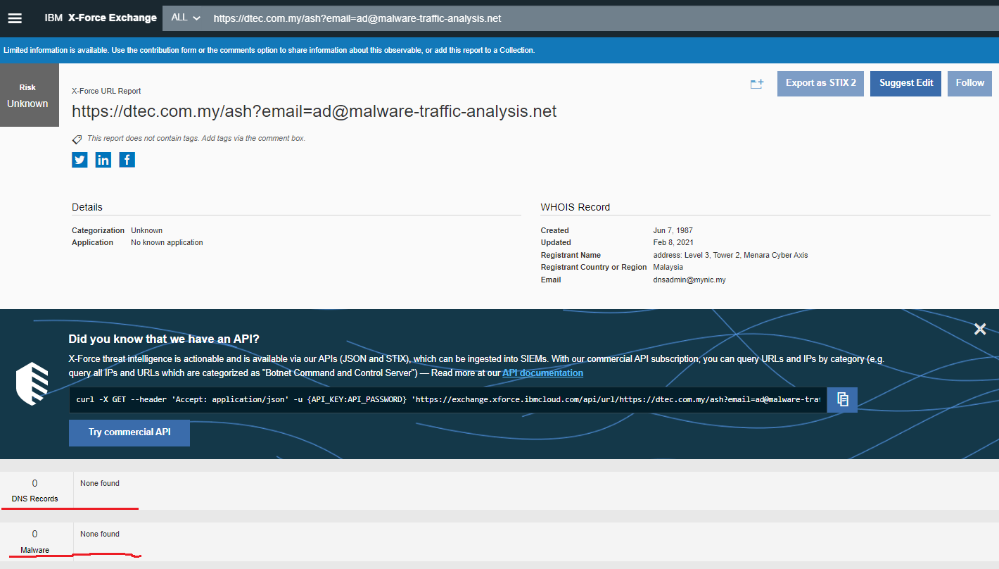 IBM X-Force Exchange ALL https://dtec.com.my/ash?email=ad@malware-traffic-analysis.net
Limited information is available. Use the contribution form or the comments option to share information about this observable, or add this report to a Collection.
Risk
Unknown
X-Force URL Report
https://dtec.com.my/ash?email=ad@malware-traffic-analysis.net
This report does not contain tags. Add tags via the comment box.
Export as STIX 2 Suggest Edit Follow
Details
Categorization Unknown
Application No known application
WHOIS Record
Created Jun 7, 1987
Updated Feb 8, 2021
Registrant Name address: Level 3, Tower 2, Menara Cyber Axis
Registrant Country or Region Malaysia
Email dnsadmin@mynic.my
Did you know that we have an API?
X-Force threat intelligence is actionable and is available via our APIs (JSON and STIX), which can be ingested into SIEMs. With our commercial API subscription, you can query URLs and IPs by category (e.g.
query all IPs and URLs which are categorized as "Botnet Command and Control Server") — Read more at our API documentation
curl -X GET --header 'Accept: application/json' -u {API_KEY:API_PASSWORD} 'https://exchange.xforce.ibmcloud.com/api/url/https://dtec.com.my/ash?email=ad@malware-traf
Try commercial API
0 None found
DNS Records
0 None found
Malware